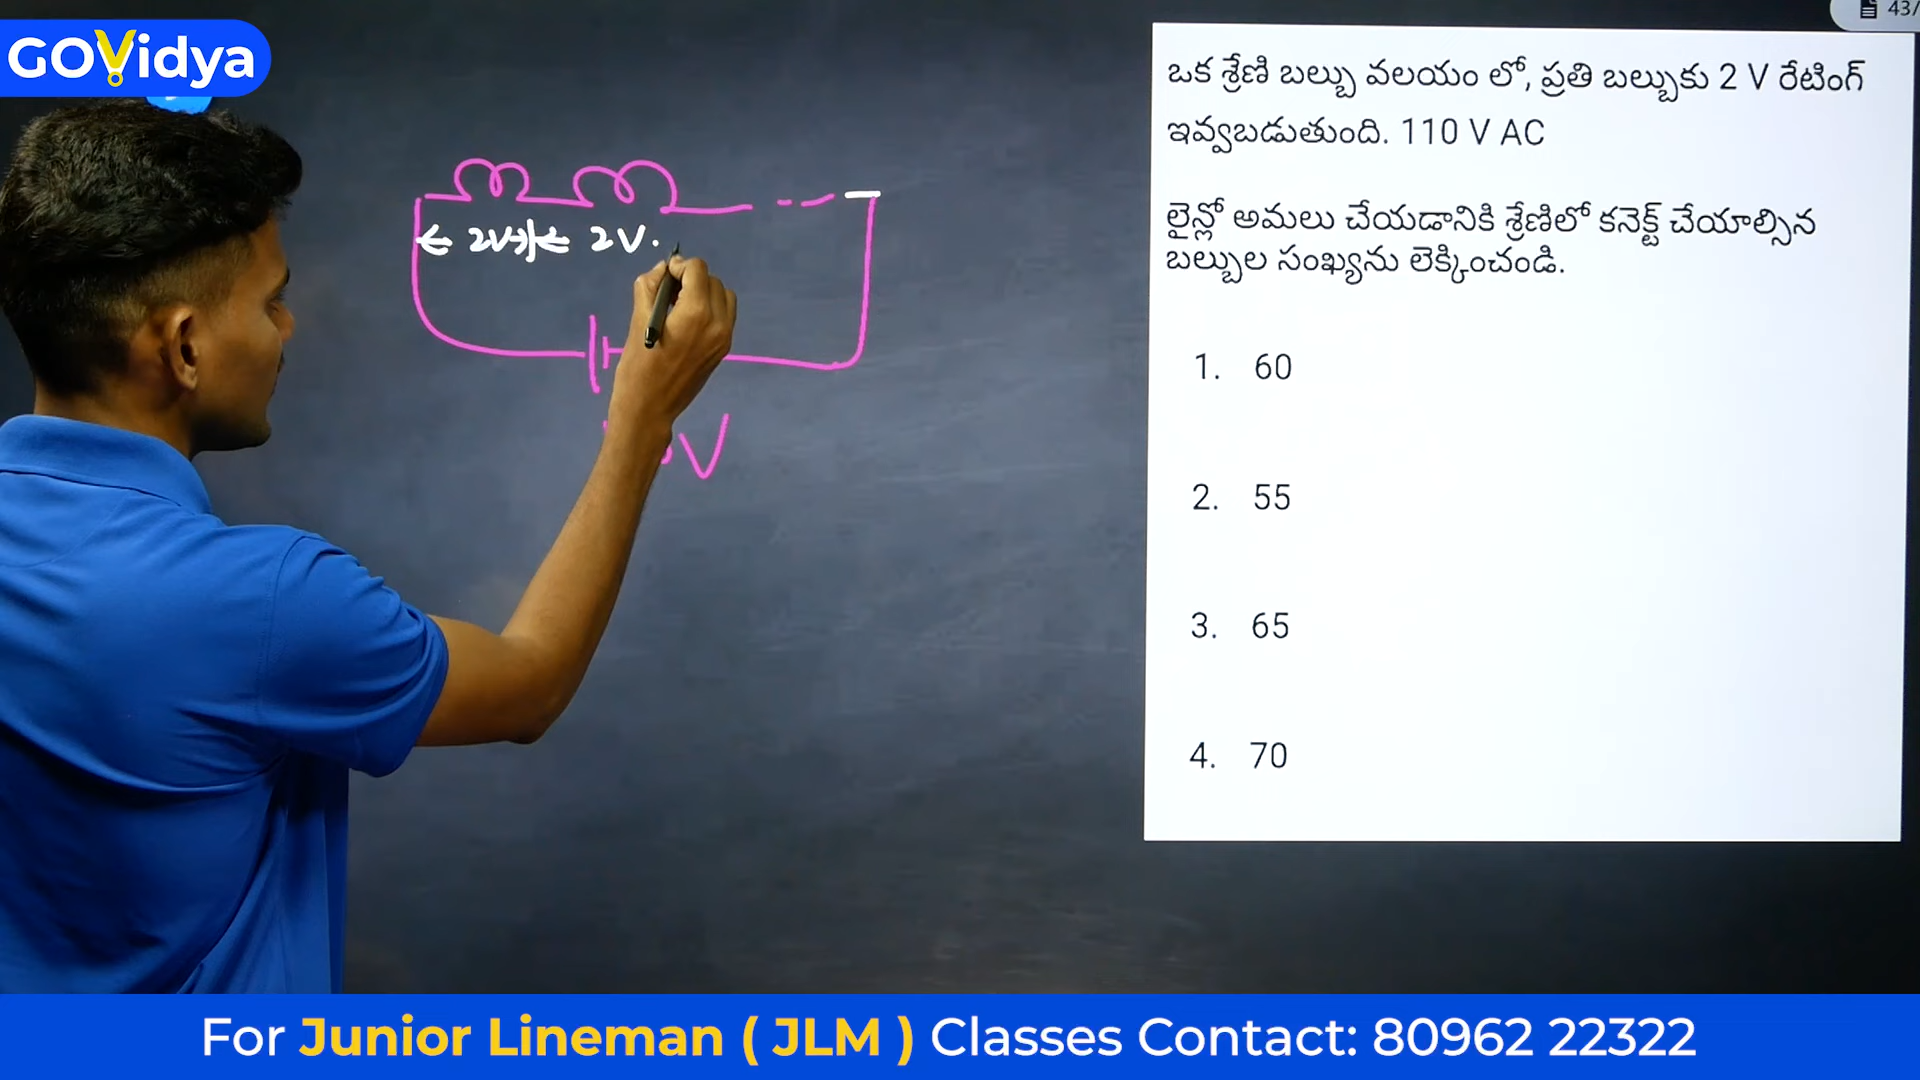 GOVidya
43/
ఒక శ్రేణి బల్బు వలయం లో, ప్రతి బల్బుకు 2 V రేటింగ్
ఇవ్వబడుతుంది. 110 V AC
లైన్లో అమలు చేయడానికి శ్రేణిలో కనెక్ట్ చేయాల్సిన
బల్బుల సంఖ్యను లెక్కించండి.
1. 60
2. 55
3. 65
4. 70
2V 2V
V
For Junior Lineman ( JLM ) Classes Contact: 80962 22322